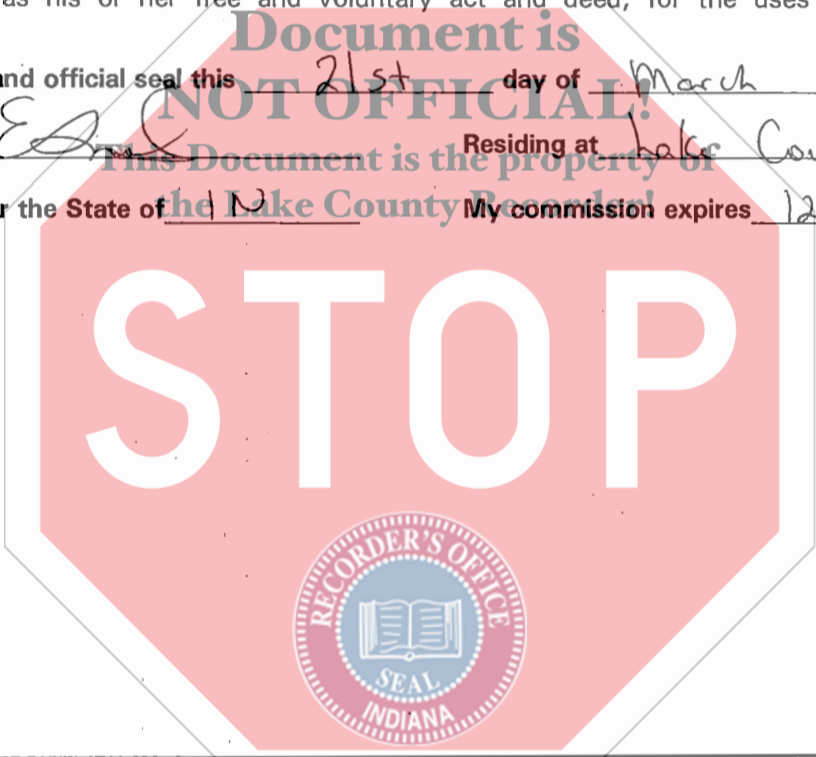 as his or her free and voluntary act and deed, for the uses
Document is
nd official seal this 21st day of March
NOT OFFICIAL!
Residing at Lake Cou
This Document is the property of
r the State of IN My commission expires 12
the Lake County Recorder!
STOP
RECORDER'S OFFICE
SEAL
INDIANA